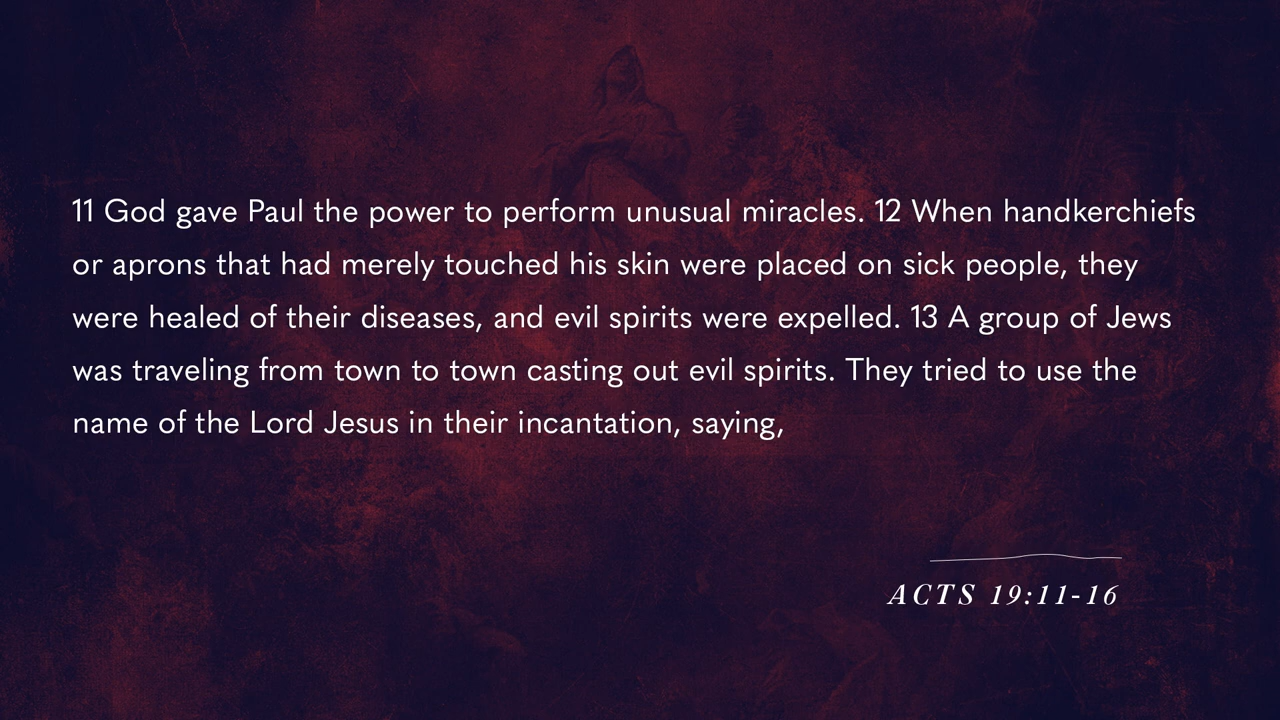 11 God gave Paul the power to perform unusual miracles. 12 When handkerchiefs
or aprons that had merely touched his skin were placed on sick people, they
were healed of their diseases, and evil spirits were expelled. 13 A group of Jews
was traveling from town to town casting out evil spirits. They tried to use the
name of the Lord Jesus in their incantation, saying,
ACTS 19:11-16